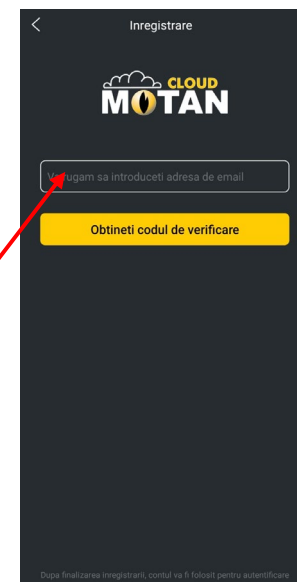 Inregistrare
CLOUD
MOTAN
rugam sa introduceti adresa de email
Obtineti codul de verificare
Dupa finalizarea inregistrarii, contul va fi folosit pentru autentificare